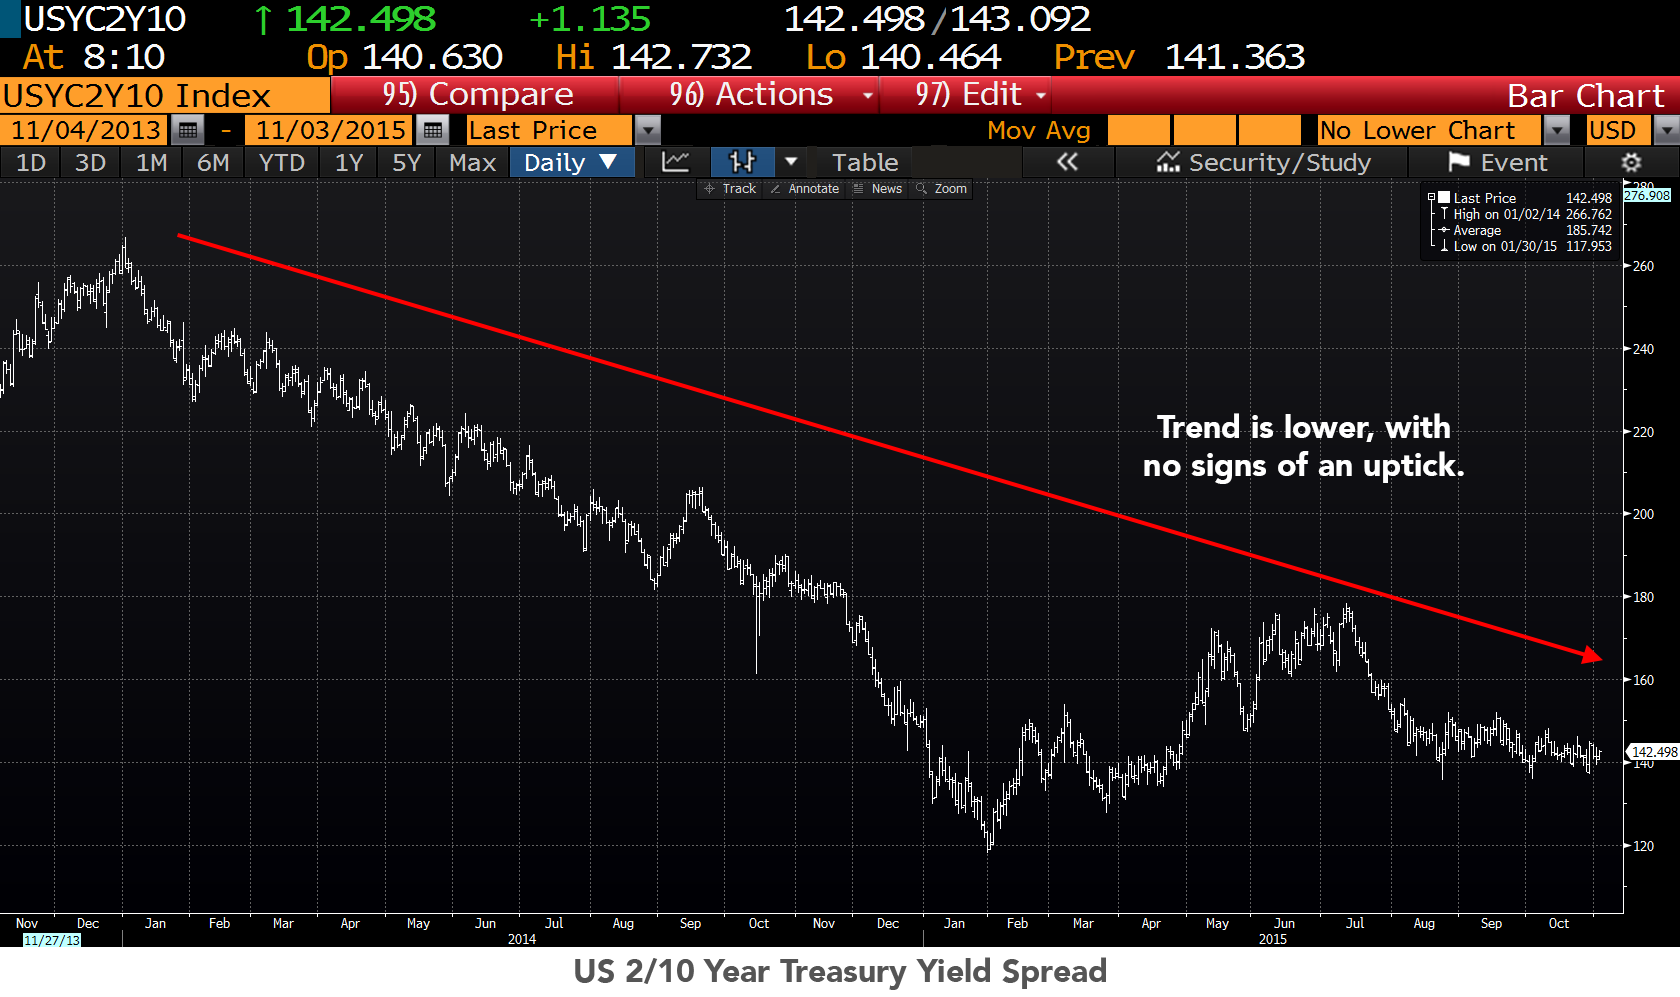 USYC2Y10 ↑ 142.498 +1.135 142.498/143.092
At 8:10 Op 140.630 Hi 142.732 Lo 140.464 Prev 141.363
USYC2Y10 Index 95) Compare 96) Actions 97) Edit Bar Chart
11/04/2013 - 11/03/2015 Last Price Mov Avg No Lower Chart USD
1D 3D 1M 6M YTD 1Y 5Y Max Daily ▼ Table « Security/Study Event
Track Annotate News Zoom
280
276.908
Last Price 142.498
High on 01/02/14 266.762
Average 185.742
Low on 01/30/15 117.953
260
240
Trend is lower, with
no signs of an uptick.
220
200
180
160
142.498
140
120
Nov Dec Jan Feb Mar Apr May Jun Jul Aug Sep Oct Nov Dec Jan Feb Mar Apr May Jun Jul Aug Sep Oct
11/27/13 2014 2015
US 2/10 Year Treasury Yield Spread